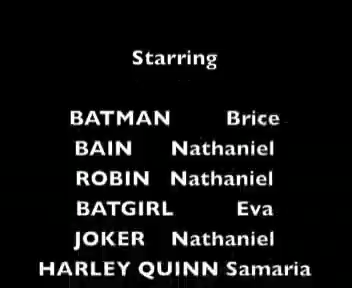 Starring
BATMAN Brice
BAIN Nathaniel
ROBIN Nathaniel
BATGIRL Eva
JOKER Nathaniel
HARLEY QUINN Samaria